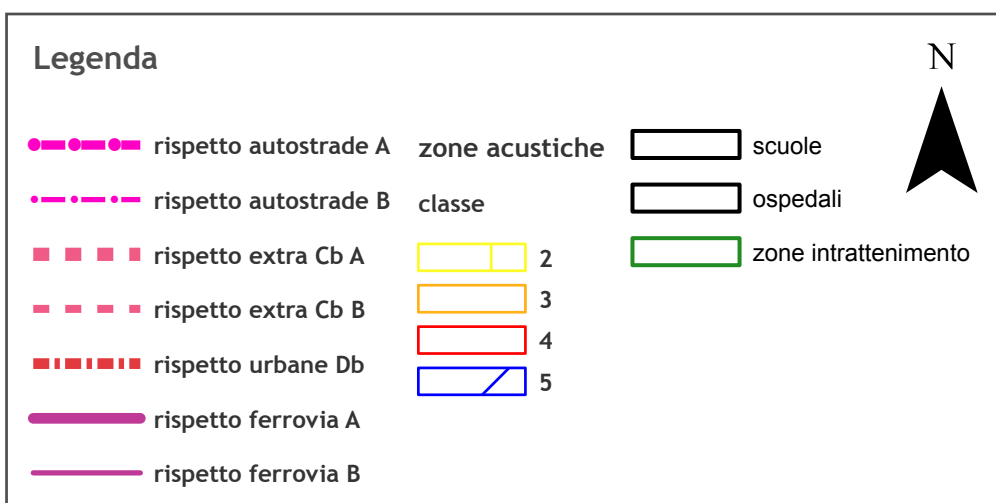 Legenda
N
rispetto autostrade A
rispetto autostrade B
rispetto extra Cb A
rispetto extra Cb B
rispetto urbane Db
rispetto ferrovia A
rispetto ferrovia B
zone acustiche
classe
2
3
4
5
scuole
ospedali
zone intrattenimento